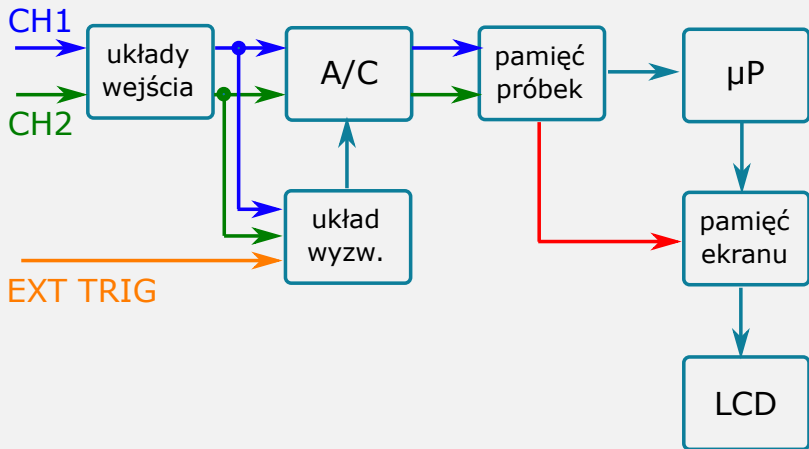 CH1
CH2
układy
wejścia
A/C
pamięć
próbek
µP
układ
wyzw.
pamięć
ekranu
EXT TRIG
LCD